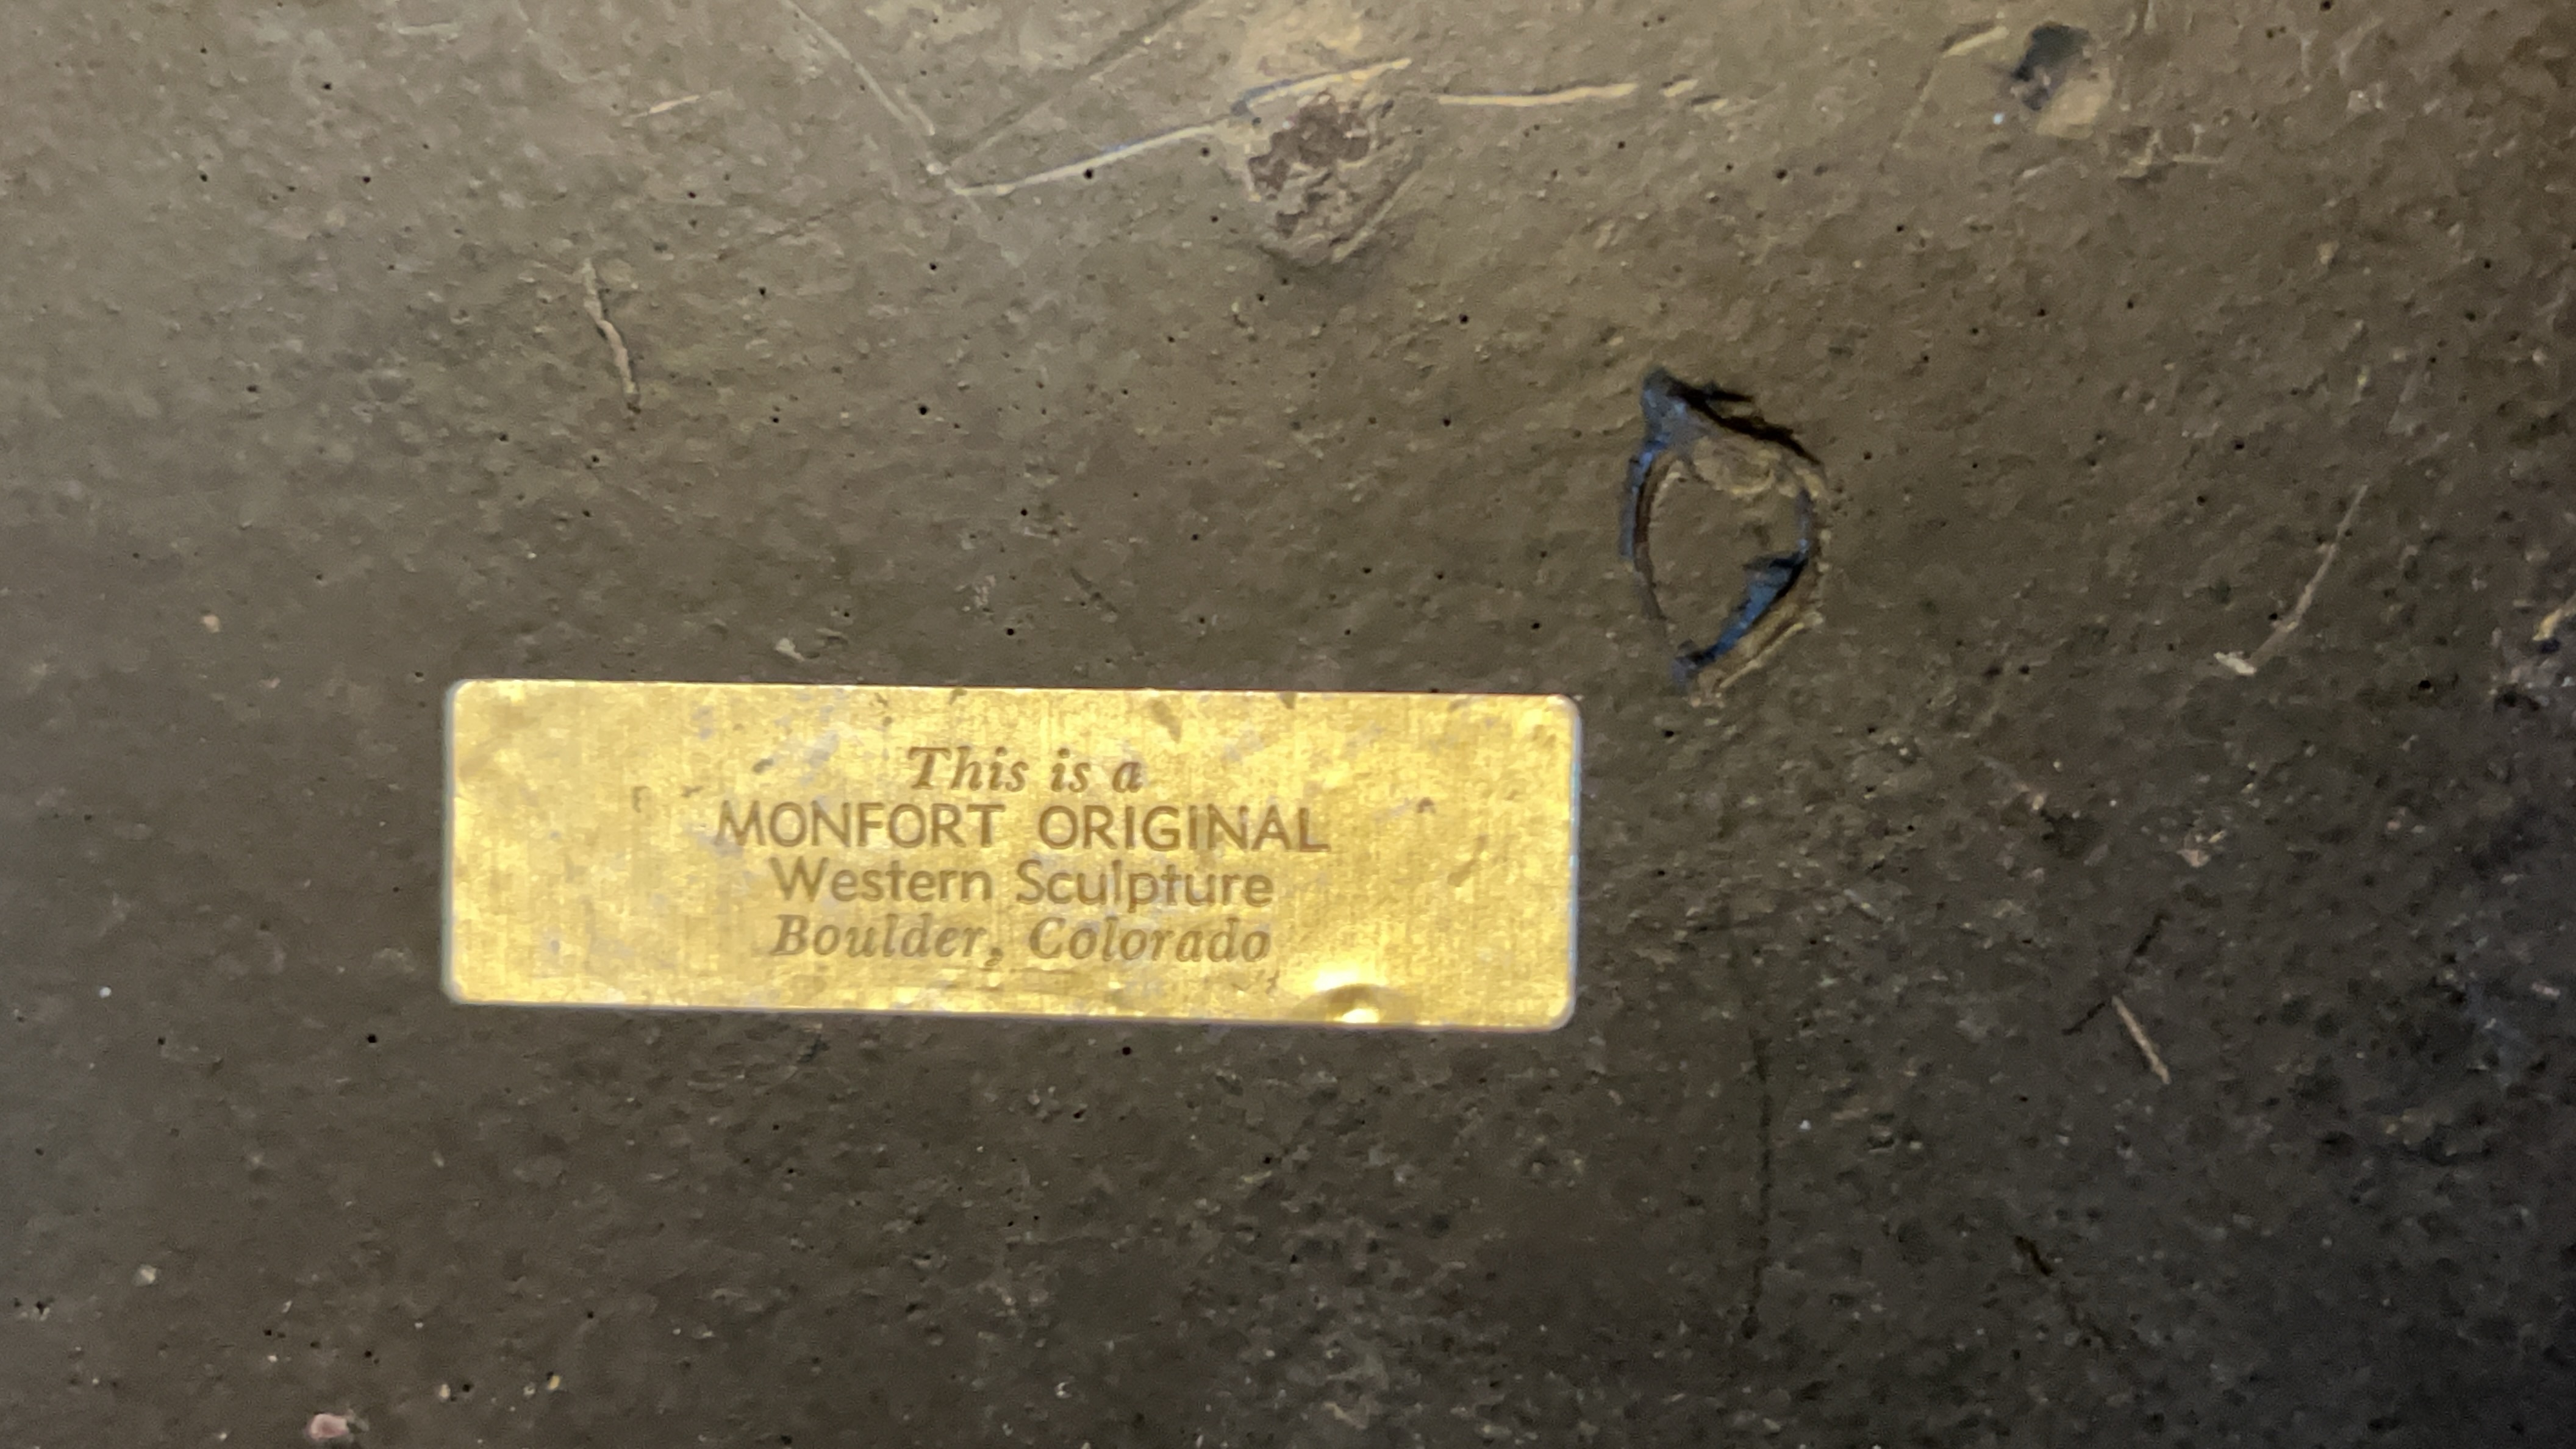 This is a
MONFORT ORIGINAL
Western Sculpture
Boulder, Colorado